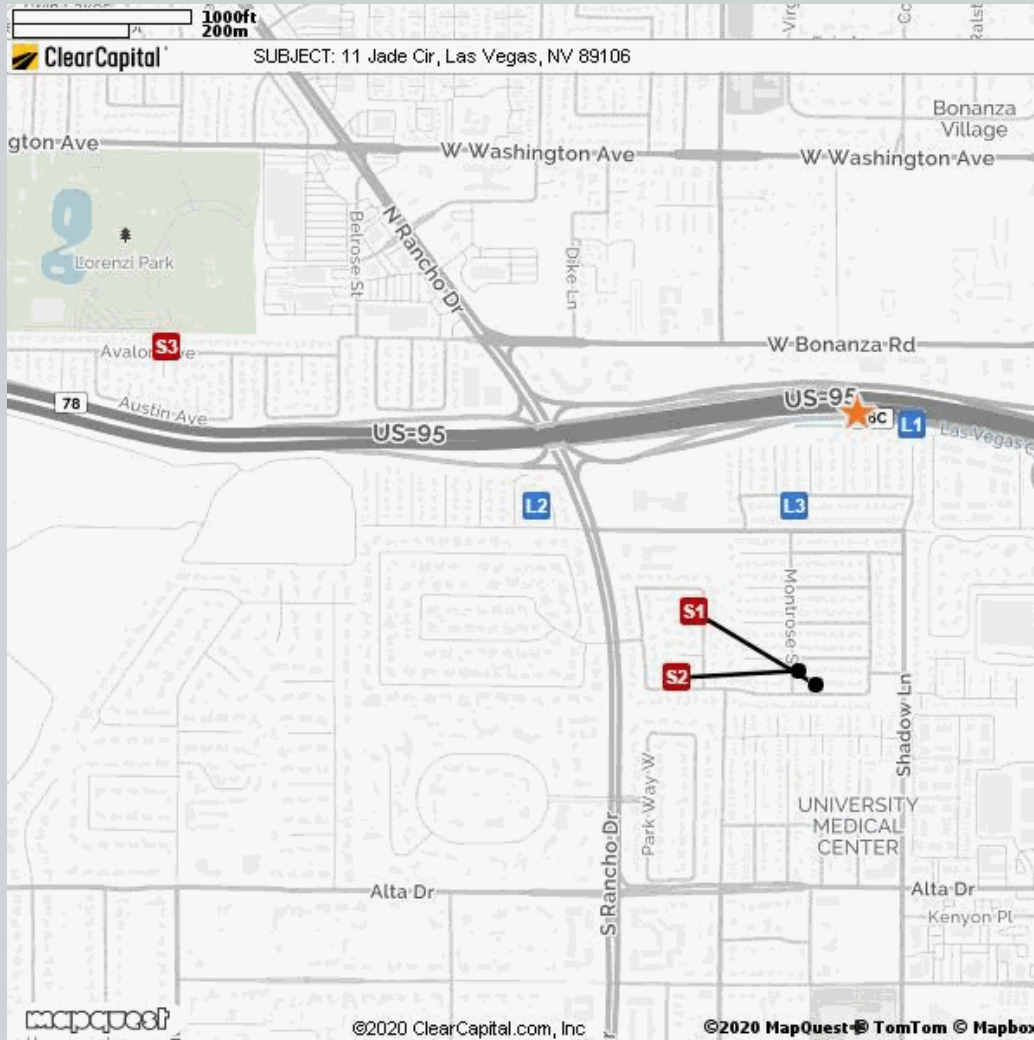 1000ft
200m
ClearCapital
SUBJECT: 11 Jade Cir, Las Vegas, NV 89106
Bonanza
Village
gton Ave
W Washington Ave
W Washington Ave
N Rancho Dr
Belrose St
Dike Ln
Lorenzi Park
S3
Avalon Ave
W Bonanza Rd
78
Austin Ave
US-95
US-95
6C
L1
Las Vegas
L2
L3
Montrose S
S1
S2
Shadow Ln
Park Way W
UNIVERSITY
MEDICAL
CENTER
S Rancho Dr
Alta Dr
Alta Dr
Kenyon Pl
mapquest
©2020 ClearCapital.com, Inc
©2020 MapQuest © TomTom © Mapbox